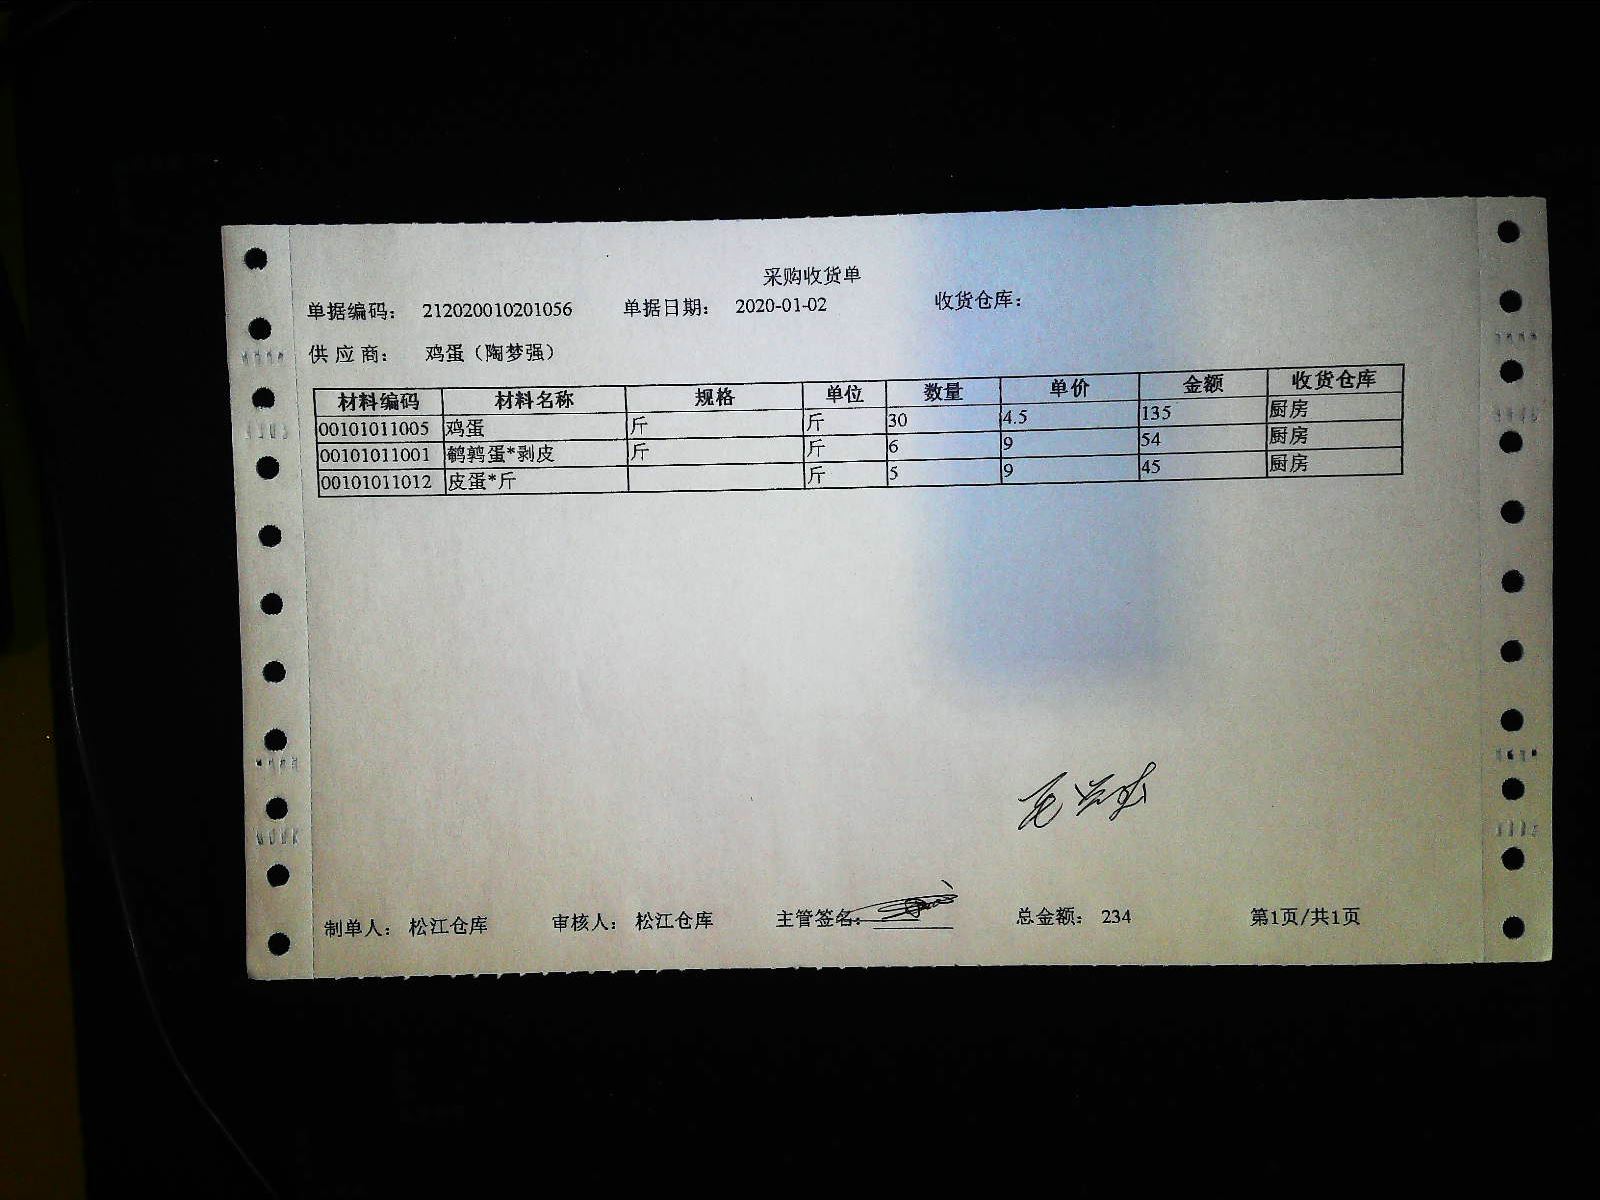 采购收货单
单据编码： 212020010201056 单据日期： 2020-01-02 收货仓库：
供应商： 鸡蛋（陶梦强）
材料编码 材料名称 规格 单位 数量 单价 金额 收货仓库
00101011005 鸡蛋 斤 斤 30 4.5 135 厨房
00101011001 鹌鹑蛋*剥皮 斤 斤 6 9 54 厨房
00101011012 皮蛋*斤 斤 5 9 45 厨房
制单人： 松江仓库 审核人： 松江仓库 主管签名： 总金额： 234 第1页/共1页